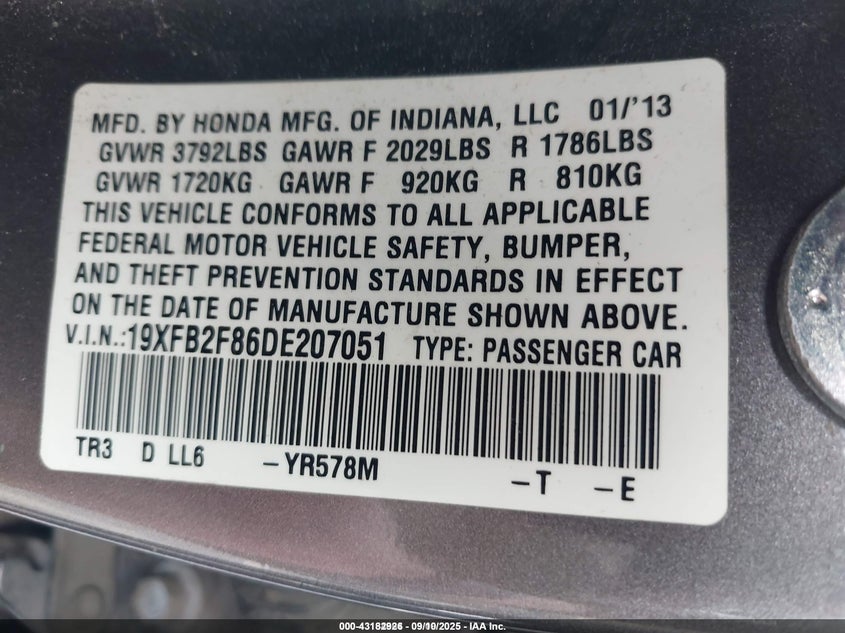 MFD. BY HONDA MFG. OF INDIANA, LLC 01/'13
GVWR 3792LBS GAWR F 2029LBS R 1786LBS
GVWR 1720KG GAWR F 920KG R 810KG
THIS VEHICLE CONFORMS TO ALL APPLICABLE
FEDERAL MOTOR VEHICLE SAFETY, BUMPER,
AND THEFT PREVENTION STANDARDS IN EFFECT
ON THE DATE OF MANUFACTURE SHOWN ABOVE.
V.I.N.:19XFB2F86DE207051 TYPE: PASSENGER CAR
TR3 D LL6 -YR578M -T -E
- IAA Inc.